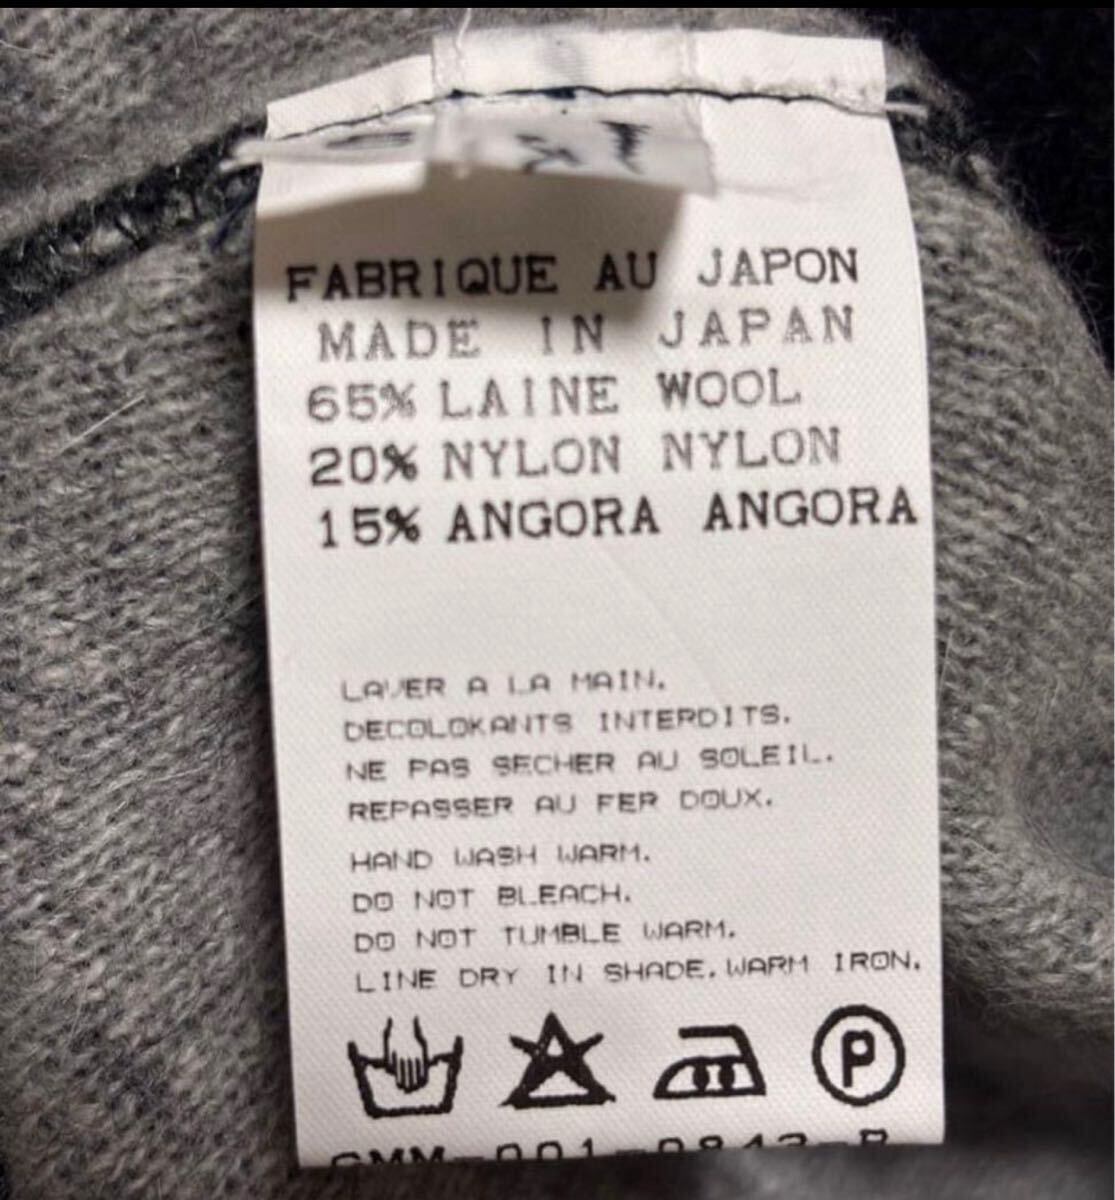 FABRIQUE AU JAPON
MADE IN JAPAN
65% LAINE WOOL
20% NYLON NYLON
15% ANGORA ANGORA
LAVER A LA MAIN.
DECOLOKANTS INTERDITS.
NE PAS SECHER AU SOLEIL.
REPASSER AU FER DOUX.
HAND WASH WARM.
DO NOT BLEACH.
DO NOT TUMBLE WARM.
LINE DRY IN SHADE. WARM IRON.
P